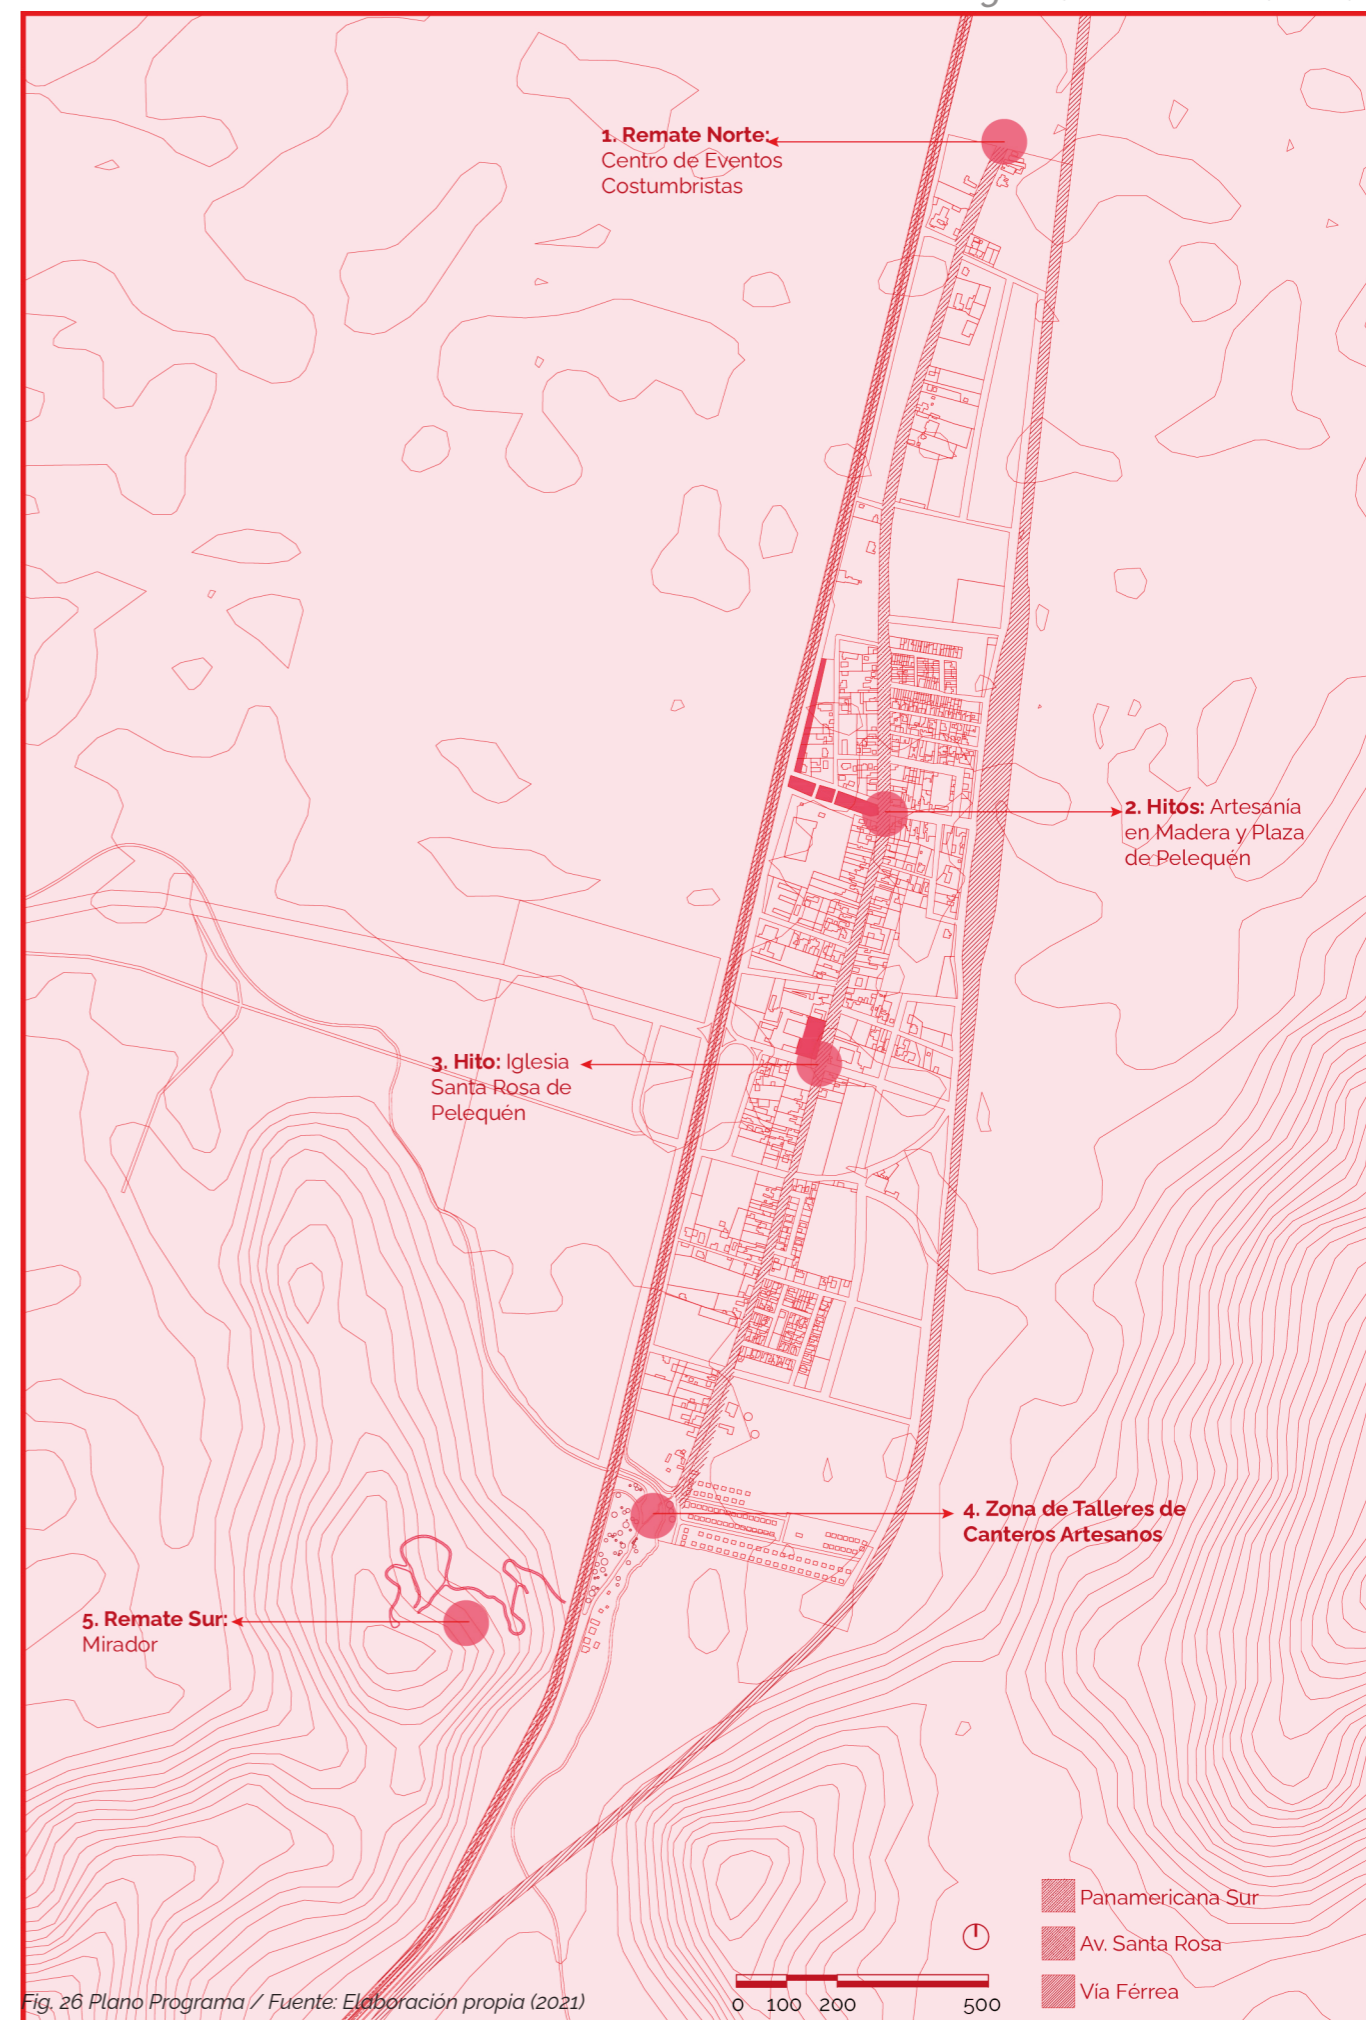 1. Remate Norte:
Centro de Eventos
Costumbristas
2. Hitos: Artesanía
en Madera y Plaza
de Pelequén
3. Hito: Iglesia
Santa Rosa de
Pelequén
4. Zona de Talleres de
Canteros Artesanos
5. Remate Sur:
Mirador
Panamericana Sur
Av. Santa Rosa
Vía Férrea
0 100 200 500
Fig. 26 Plano Programa / Fuente: Elaboración propia (2021)